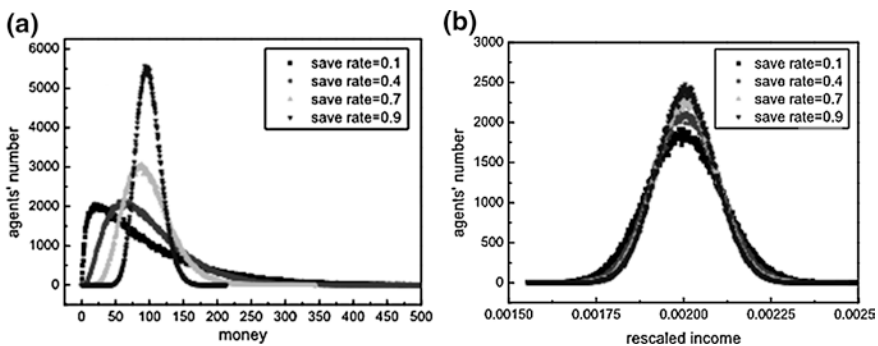 (a)
6000
5000
4000
3000
2000
1000
0
agents' number
save rate=0.1
save rate=0.4
save rate=0.7
save rate=0.9
0 50 100 150 200 250 300 350 400 450 500
money
(b)
3000
2500
2000
1500
1000
500
0
agents' number
save rate=0.1
save rate=0.4
save rate=0.7
save rate=0.9
0.00150 0.00175 0.00200 0.00225 0.0025
rescaled income